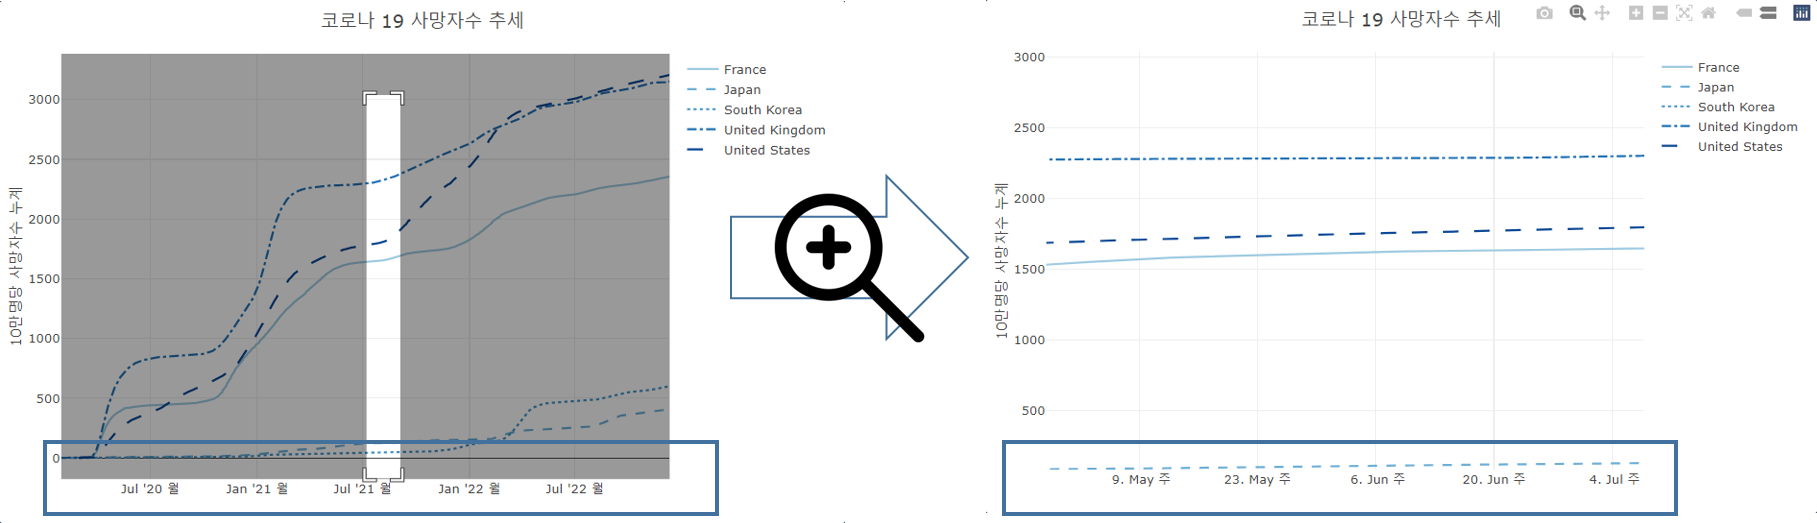 코로나 19 사망자수 추세
10만명당 사망자수 누계
3000
2500
2000
1500
1000
500
0
Jul '20 월
Jan '21 월
Jul '21 월
Jan '22 월
Jul '22 월
France
Japan
South Korea
United Kingdom
United States
코로나 19 사망자수 추세
10만명당 사망자수 누계
3000
2500
2000
1500
1000
500
9. May 주
23. May 주
6. Jun 주
20. Jun 주
4. Jul 주
France
Japan
South Korea
United Kingdom
United States